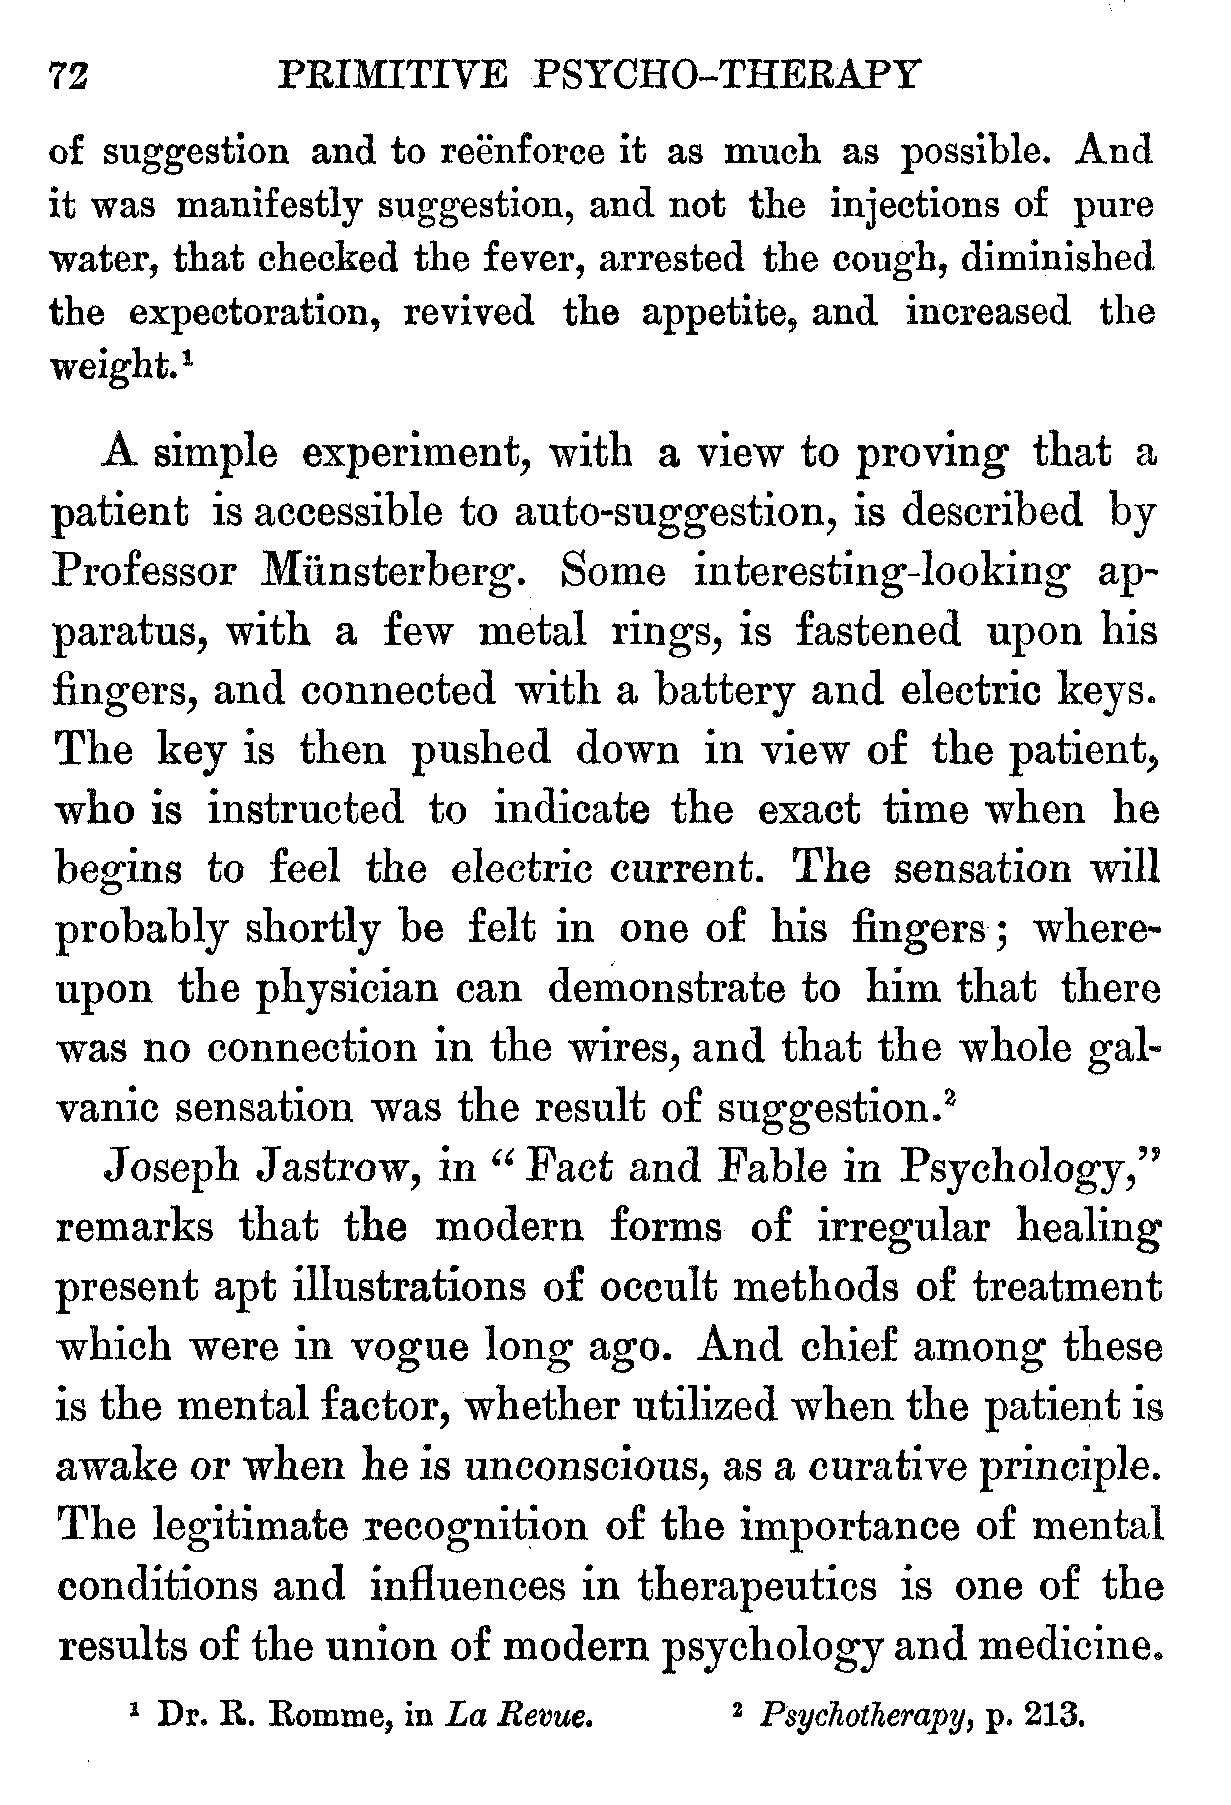 72 PRIMITIVE PSYCHO-THERAPY
of suggestion and to reënforce it as much as possible. And
it was manifestly suggestion, and not the injections of pure
water, that checked the fever, arrested the cough, diminished
the expectoration, revived the appetite, and increased the
weight.¹
A simple experiment, with a view to proving that a
patient is accessible to auto-suggestion, is described by
Professor Münsterberg. Some interesting-looking ap-
paratus, with a few metal rings, is fastened upon his
fingers, and connected with a battery and electric keys.
The key is then pushed down in view of the patient,
who is instructed to indicate the exact time when he
begins to feel the electric current. The sensation will
probably shortly be felt in one of his fingers; where-
upon the physician can demonstrate to him that there
was no connection in the wires, and that the whole gal-
vanic sensation was the result of suggestion.²
Joseph Jastrow, in “Fact and Fable in Psychology,”
remarks that the modern forms of irregular healing
present apt illustrations of occult methods of treatment
which were in vogue long ago. And chief among these
is the mental factor, whether utilized when the patient is
awake or when he is unconscious, as a curative principle.
The legitimate recognition of the importance of mental
conditions and influences in therapeutics is one of the
results of the union of modern psychology and medicine.
¹ Dr. R. Romme, in La Revue. ² Psychotherapy, p. 213.